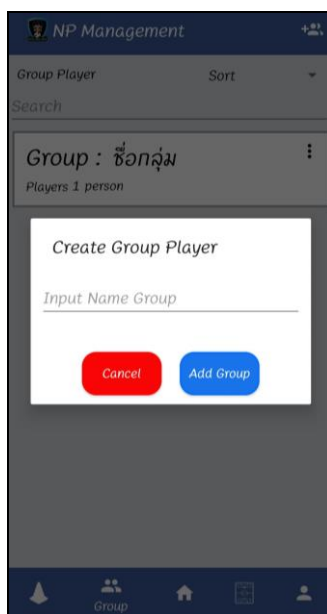 NP Management
Group Player Sort
Search
Group : ชื่อกลุ่ม
Players 1 person
Create Group Player
Input Name Group
Cancel Add Group
Group